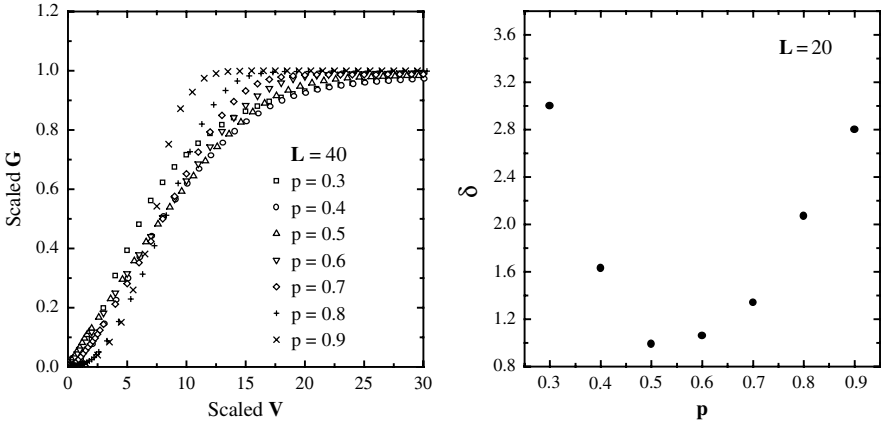 1.2
1.0
0.8
0.6
0.4
0.2
0.0
Scaled G
0 5 10 15 20 25 30
Scaled V
L = 40
p = 0.3
p = 0.4
p = 0.5
p = 0.6
p = 0.7
p = 0.8
p = 0.9
3.6
3.0
2.4
2.0
1.6
1.2
0.8
δ
L = 20
0.3 0.4 0.5 0.6 0.7 0.8 0.9
p